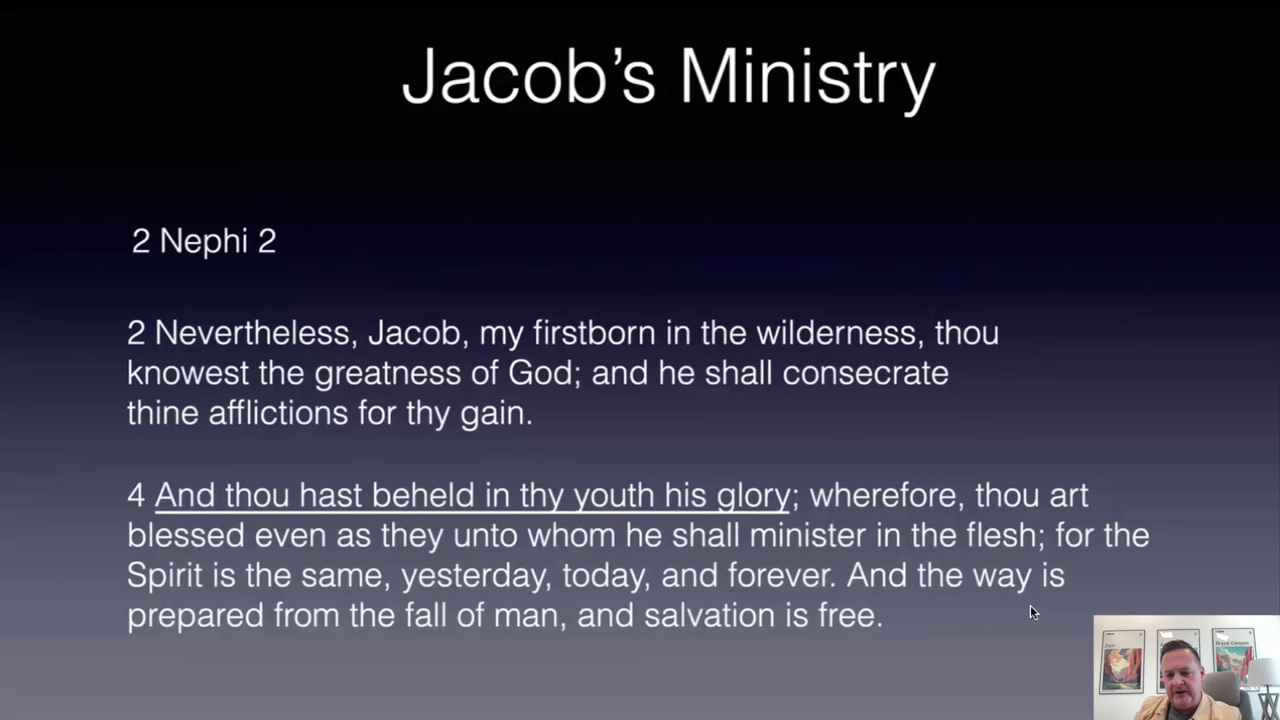 Jacob’s Ministry
2 Nephi 2
2 Nevertheless, Jacob, my firstborn in the wilderness, thou
knowest the greatness of God; and he shall consecrate
thine afflictions for thy gain.
4 And thou hast beheld in thy youth his glory; wherefore, thou art
blessed even as they unto whom he shall minister in the flesh; for the
Spirit is the same, yesterday, today, and forever. And the way is
prepared from the fall of man, and salvation is free.
Zion
Bryce Canyon